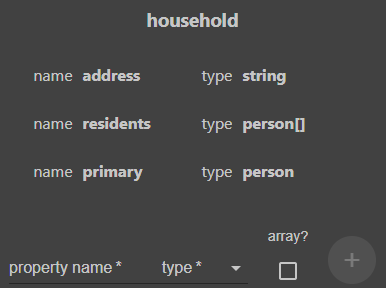 household
name address type string
name residents type person[]
name primary type person
array?
property name * type *